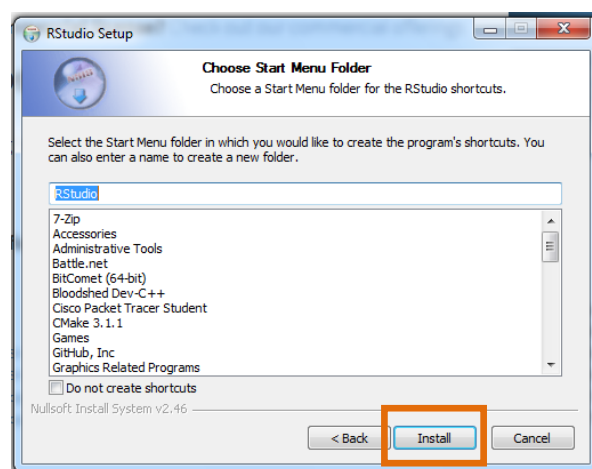 RStudio Setup
Choose Start Menu Folder
Choose a Start Menu folder for the RStudio shortcuts.
Select the Start Menu folder in which you would like to create the program's shortcuts. You
can also enter a name to create a new folder.
RStudio
7-Zip
Accessories
Administrative Tools
Battle.net
BitComet (64-bit)
Bloodshed Dev-C++
Cisco Packet Tracer Student
CMake 3.1.1
Games
GitHub, Inc
Graphics Related Programs
Do not create shortcuts
Nullsoft Install System v2.46
< Back Install Cancel